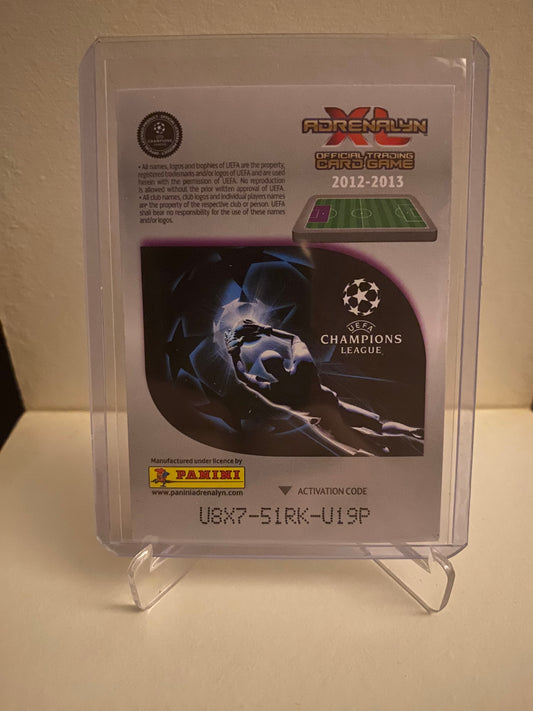 CHAMPIONS
LEAGUE
• All names, logos and trophies of UEFA are the property,
registered trademarks and/or logos of UEFA and are used
herein with the permission of UEFA. No reproduction
is allowed without the prior written approval of UEFA.
• All club names, club logos and individual players names
are the property of the respective club or person. UEFA
shall bear no responsibility for the use of these names
and/or logos.
ADRENALYN
XL
OFFICIAL TRADING
CARD GAME
2012-2013
UEFA
CHAMPIONS
LEAGUE
Manufactured under licence by
PANINI
www.paniniadrenalyn.com
ACTIVATION CODE
U8X7-51RK-U19P